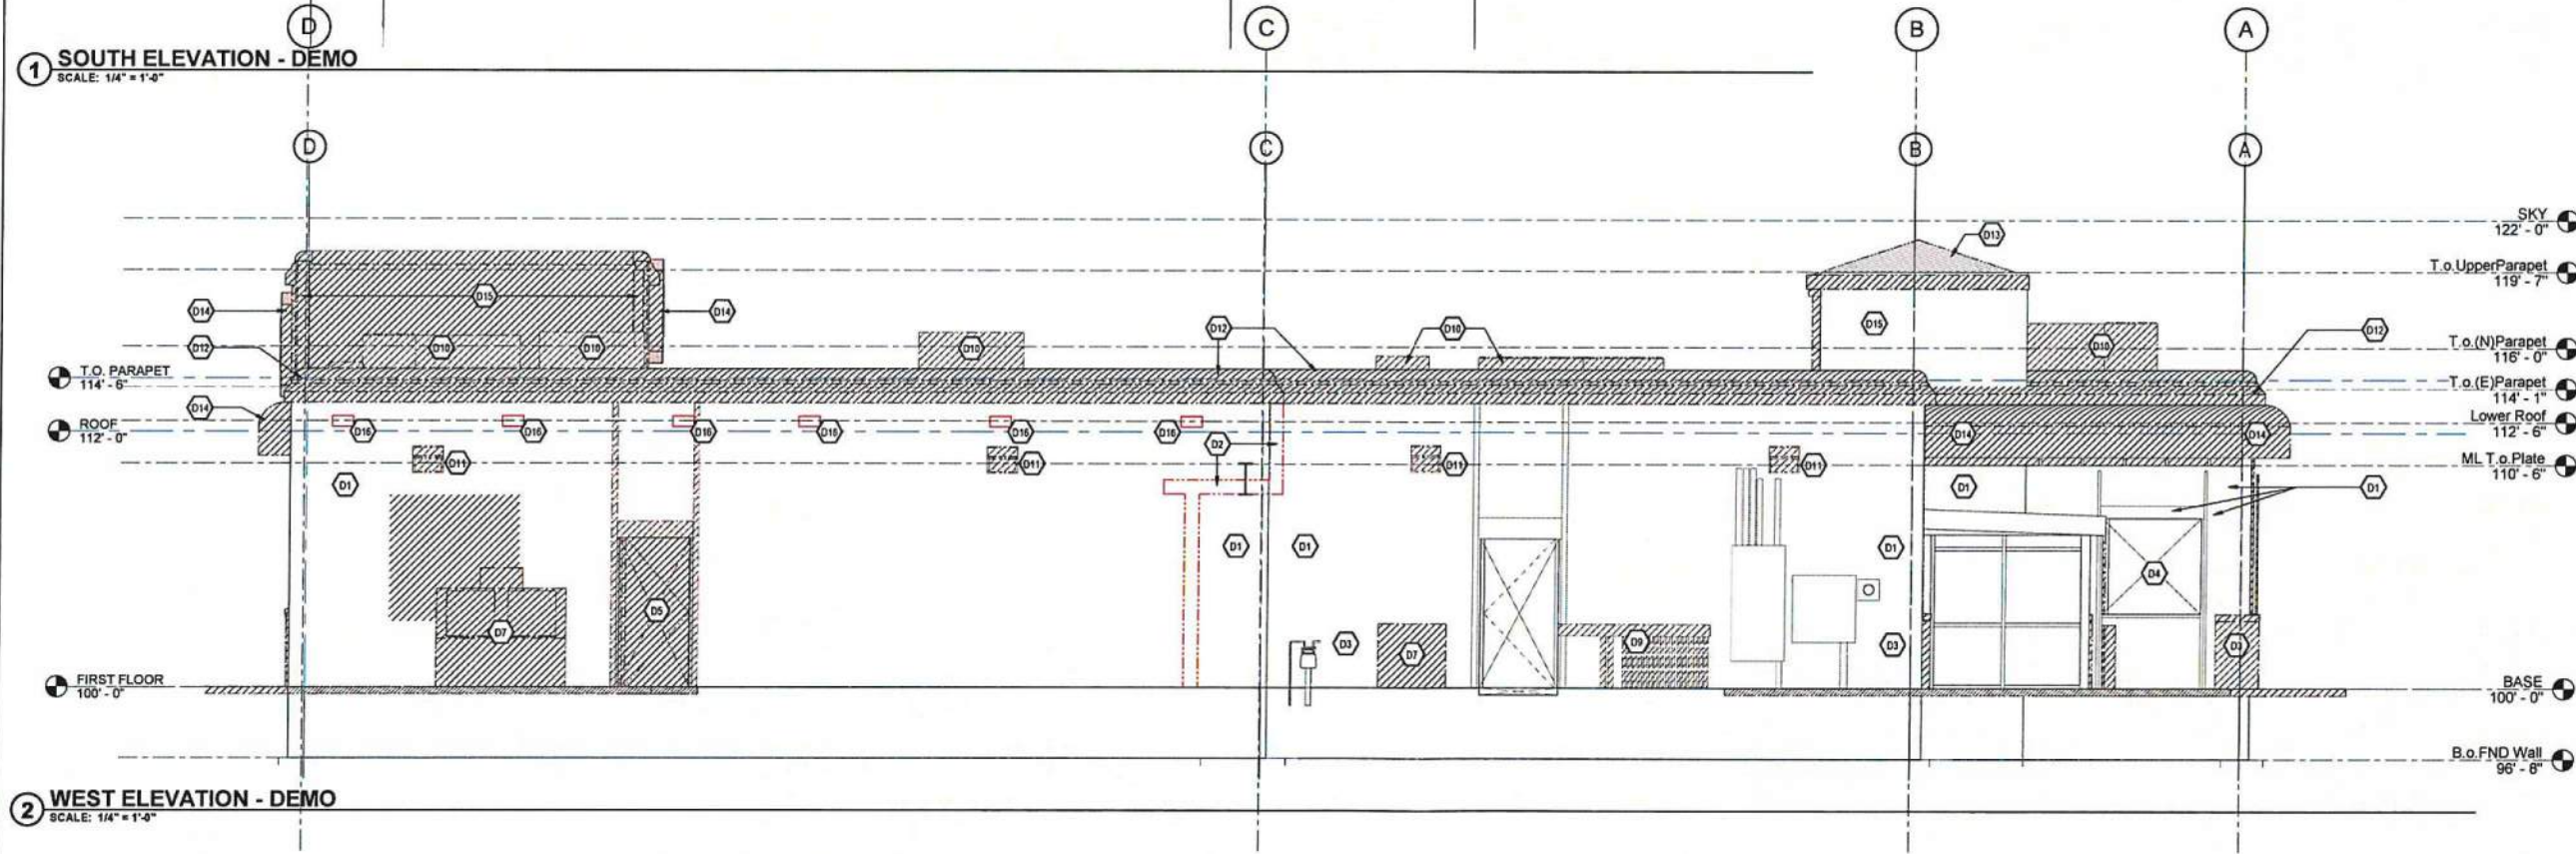 D C B A
1 SOUTH ELEVATION - DEMO
SCALE: 1/4" = 1'-0"
D C B A
SKY
122' - 0"
D13
T.o.UpperParapet
119' - 7"
D15
D14 D14
D15
D12 D12 D10 D12
D10 D10 D10 D10
T.o.(N)Parapet
116' - 0"
T.O. PARAPET
114' - 6"
T.o.(E)Parapet
114' - 1"
D14
Lower Roof
112' - 6"
ROOF
112' - 0"
D16 D16 D16 D16 D16 D16 D2 D14 D14
D11 D11 D11 D11
ML T.o.Plate
110' - 6"
D1 D1 D1
D1 D1 D1
D4
D5
D7 D3 D7 D9 D3 D3
FIRST FLOOR
100' - 0"
BASE
100' - 0"
B.o.FND Wall
96' - 8"
2 WEST ELEVATION - DEMO
SCALE: 1/4" = 1'-0"